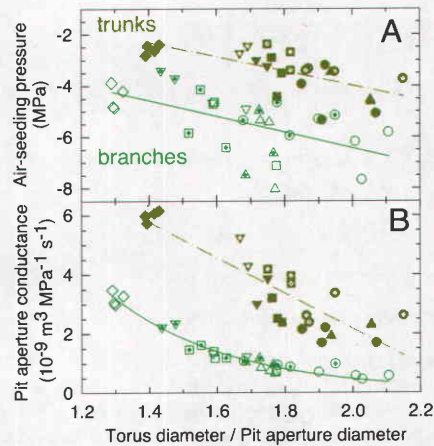 A
trunks
branches
-2
-4
-6
-8
Air-seeding pressure
(MPa)
B
6
4
2
0
Pit aperture conductance
(10-9 m3 MPa-1 s-1)
1.2 1.4 1.6 1.8 2.0 2.2
Torus diameter / Pit aperture diameter